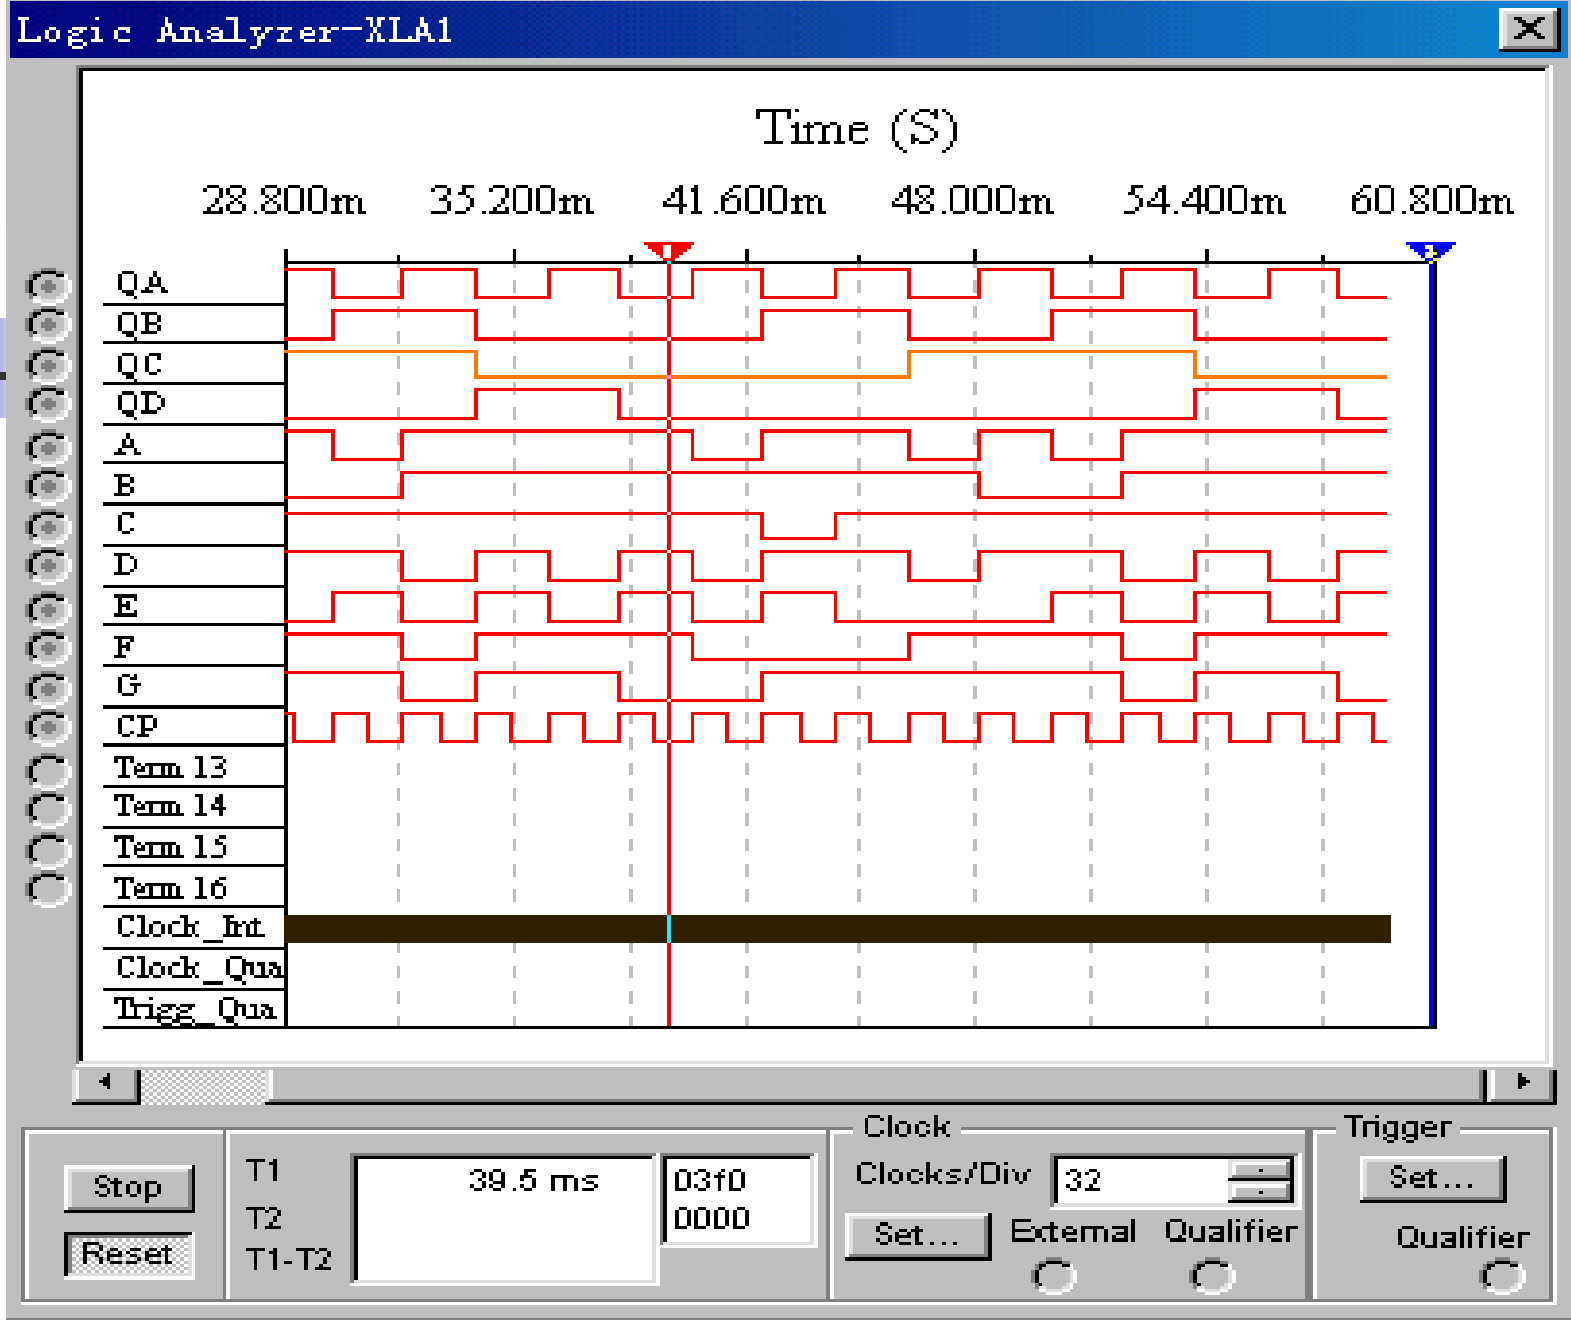 Logic Analyzer-XLA1
Time (S)
28.800m 35.200m 41.600m 48.000m 54.400m 60.800m
QA
QB
QC
QD
A
B
C
D
E
F
G
CP
Term 13
Term 14
Term 15
Term 16
Clock_Int
Clock_Qua
Trigg_Qua
Stop
Reset
T1 39.5 ms 03f0
T2 0000
T1-T2
Clock
Clocks/Div 32
Set... External Qualifier
Trigger
Set...
Qualifier